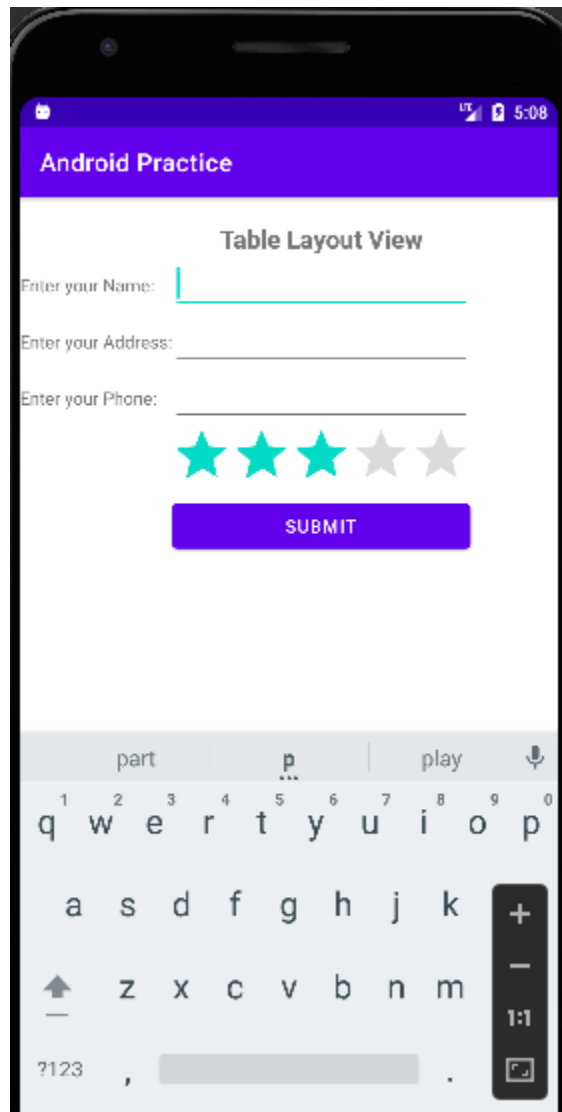 5:08
Android Practice
Table Layout View
Enter your Name:
Enter your Address:
Enter your Phone:
SUBMIT
part p play
1 2 3 4 5 6 7 8 9 0
q w e r t y u i o p
a s d f g h j k
z x c v b n m
1:1
?123 , .